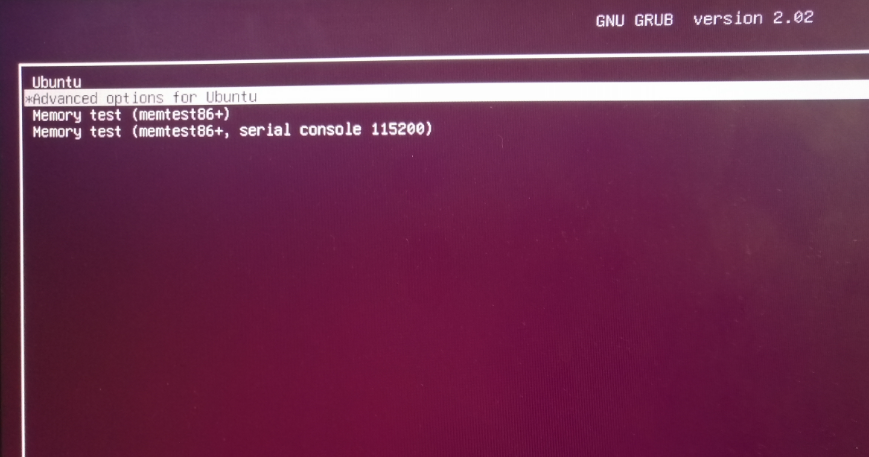 GNU GRUB version 2.02
Ubuntu
*Advanced options for Ubuntu
Memory test (memtest86+)
Memory test (memtest86+, serial console 115200)